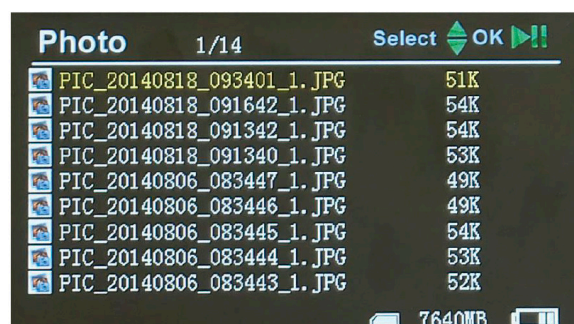 Photo 1/14 Select OK
PIC_20140818_093401_1.JPG 51K
PIC_20140818_091642_1.JPG 54K
PIC_20140818_091342_1.JPG 54K
PIC_20140818_091340_1.JPG 53K
PIC_20140806_083447_1.JPG 49K
PIC_20140806_083446_1.JPG 49K
PIC_20140806_083445_1.JPG 54K
PIC_20140806_083444_1.JPG 53K
PIC_20140806_083443_1.JPG 52K
7640MB